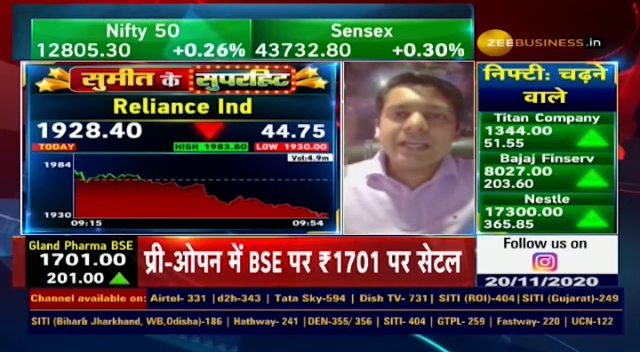 Nifty 50
12805.30 +0.26%
Sensex
43732.80 +0.30%
ZEEBUSINESS.in
सुमीत के सुपरहिट
Reliance Ind
1928.40 44.75
TODAY HIGH 1983.80 LOW 1930.00
Vol:4.9m
1984
1930
09:15 09:54
निफ्टी: चढ़ने
वाले
Titan Company
1344.00
51.55
Bajaj Finserv
8027.00
203.60
Nestle
17300.00
365.85
Gland Pharma BSE
1701.00
201.00
प्री-ओपन में BSE पर ₹1701 पर सेटल
Follow us on
20/11/2020
Channel available on: Airtel- 331 | d2h-343 | Tata Sky-594 | Dish TV- 731| SITI (ROI)-404| SITI (Gujarat)-249
SITI (Bihar& Jharkhand, WB,Odisha)-186 | Hathway- 241 |DEN-355/ 356 | SITI- 404 | GTPL- 259 | Fastway- 220 | UCN-122